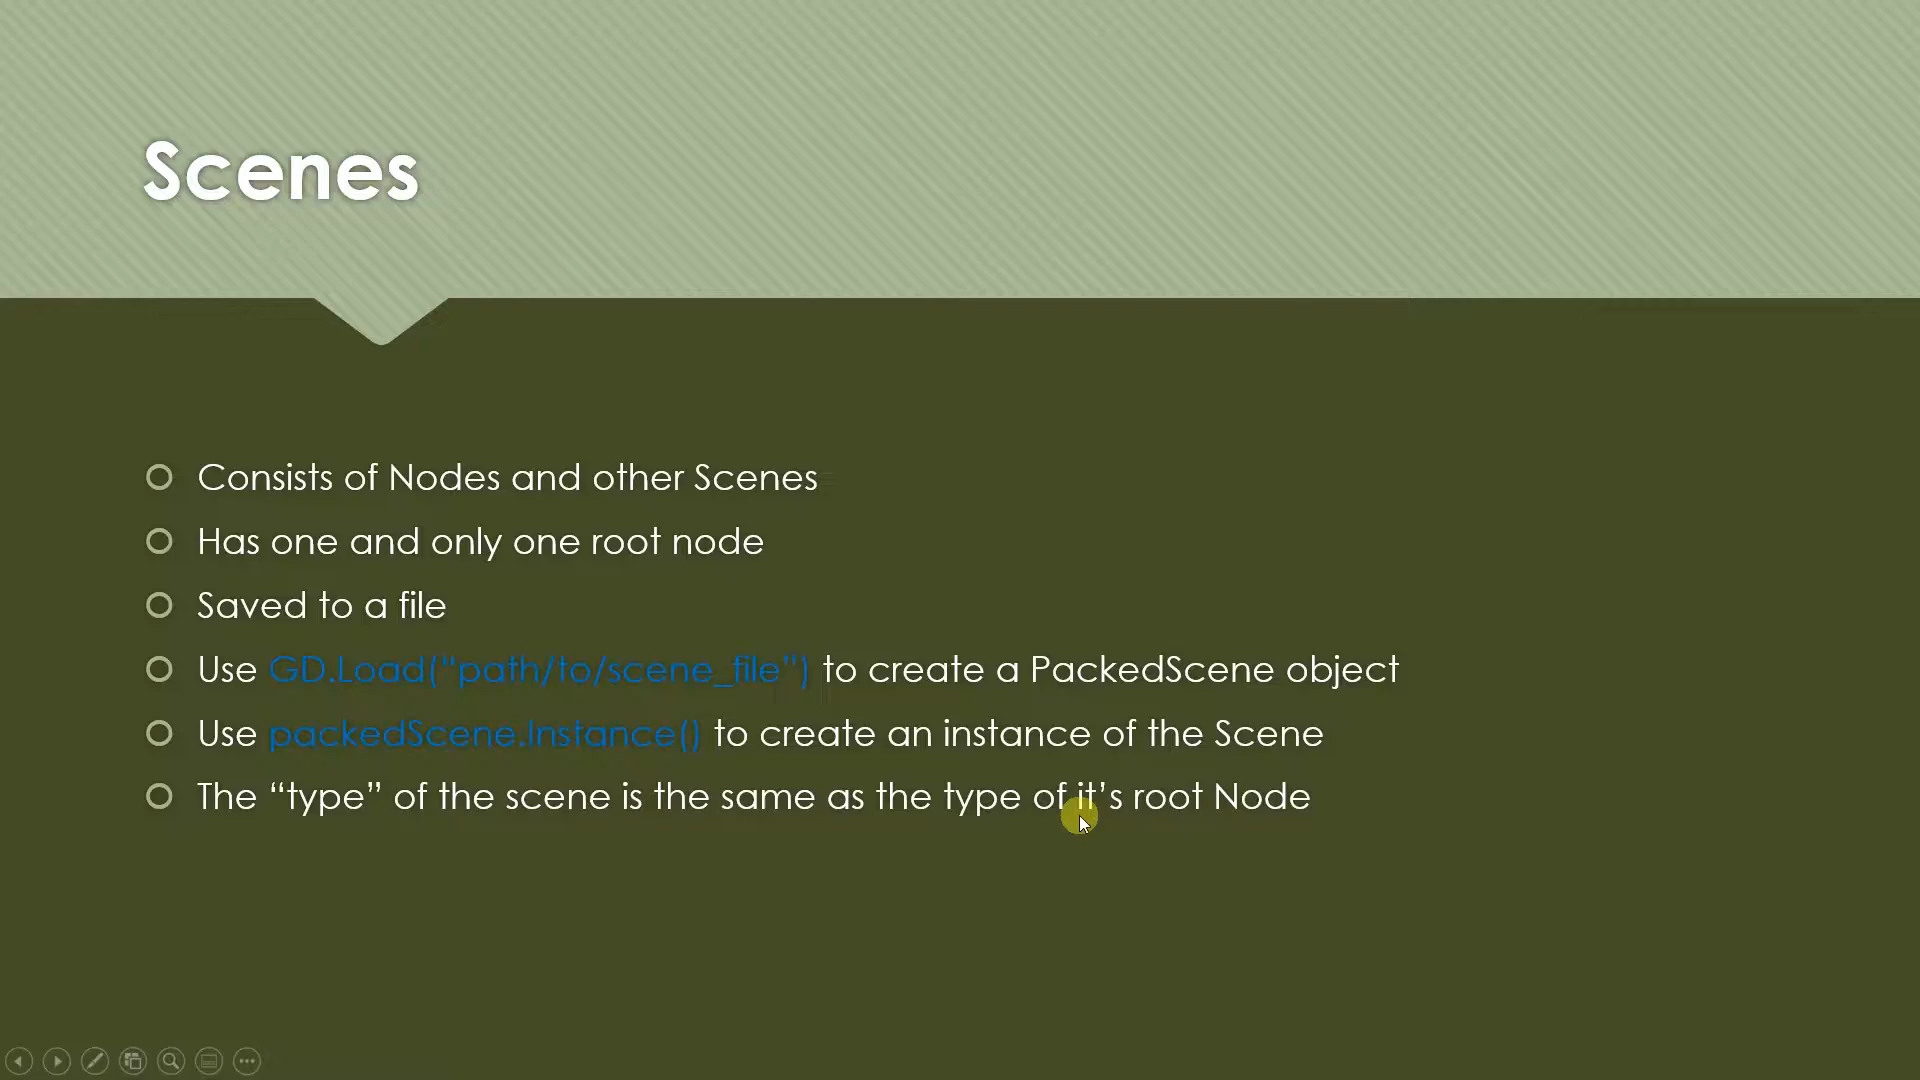 Scenes
Consists of Nodes and other Scenes
Has one and only one root node
Saved to a file
Use GD.Load(“path/to/scene_file”) to create a PackedScene object
Use packedScene.Instance() to create an instance of the Scene
The “type” of the scene is the same as the type of it’s root Node